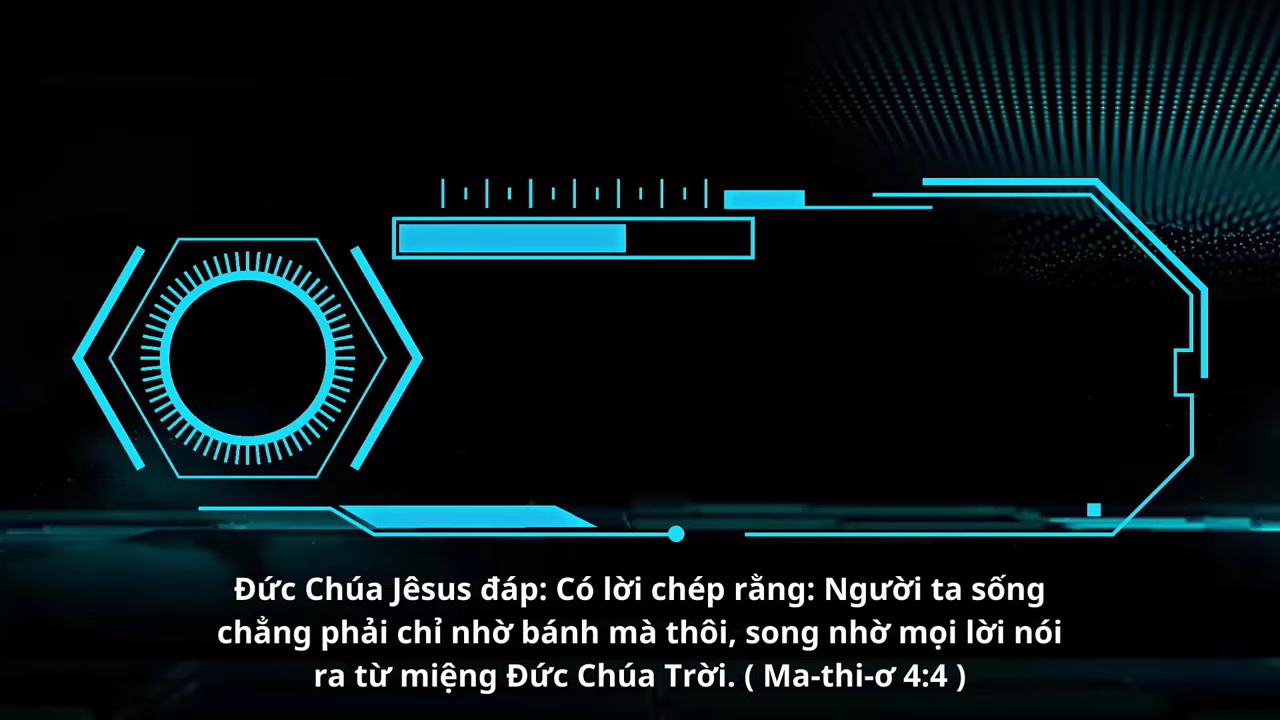 Đức Chúa Jêsus đáp: Có lời chép rằng: Người ta sống
chẳng phải chỉ nhờ bánh mà thôi, song nhờ mọi lời nói
ra từ miệng Đức Chúa Trời. ( Ma-thi-ơ 4:4 )